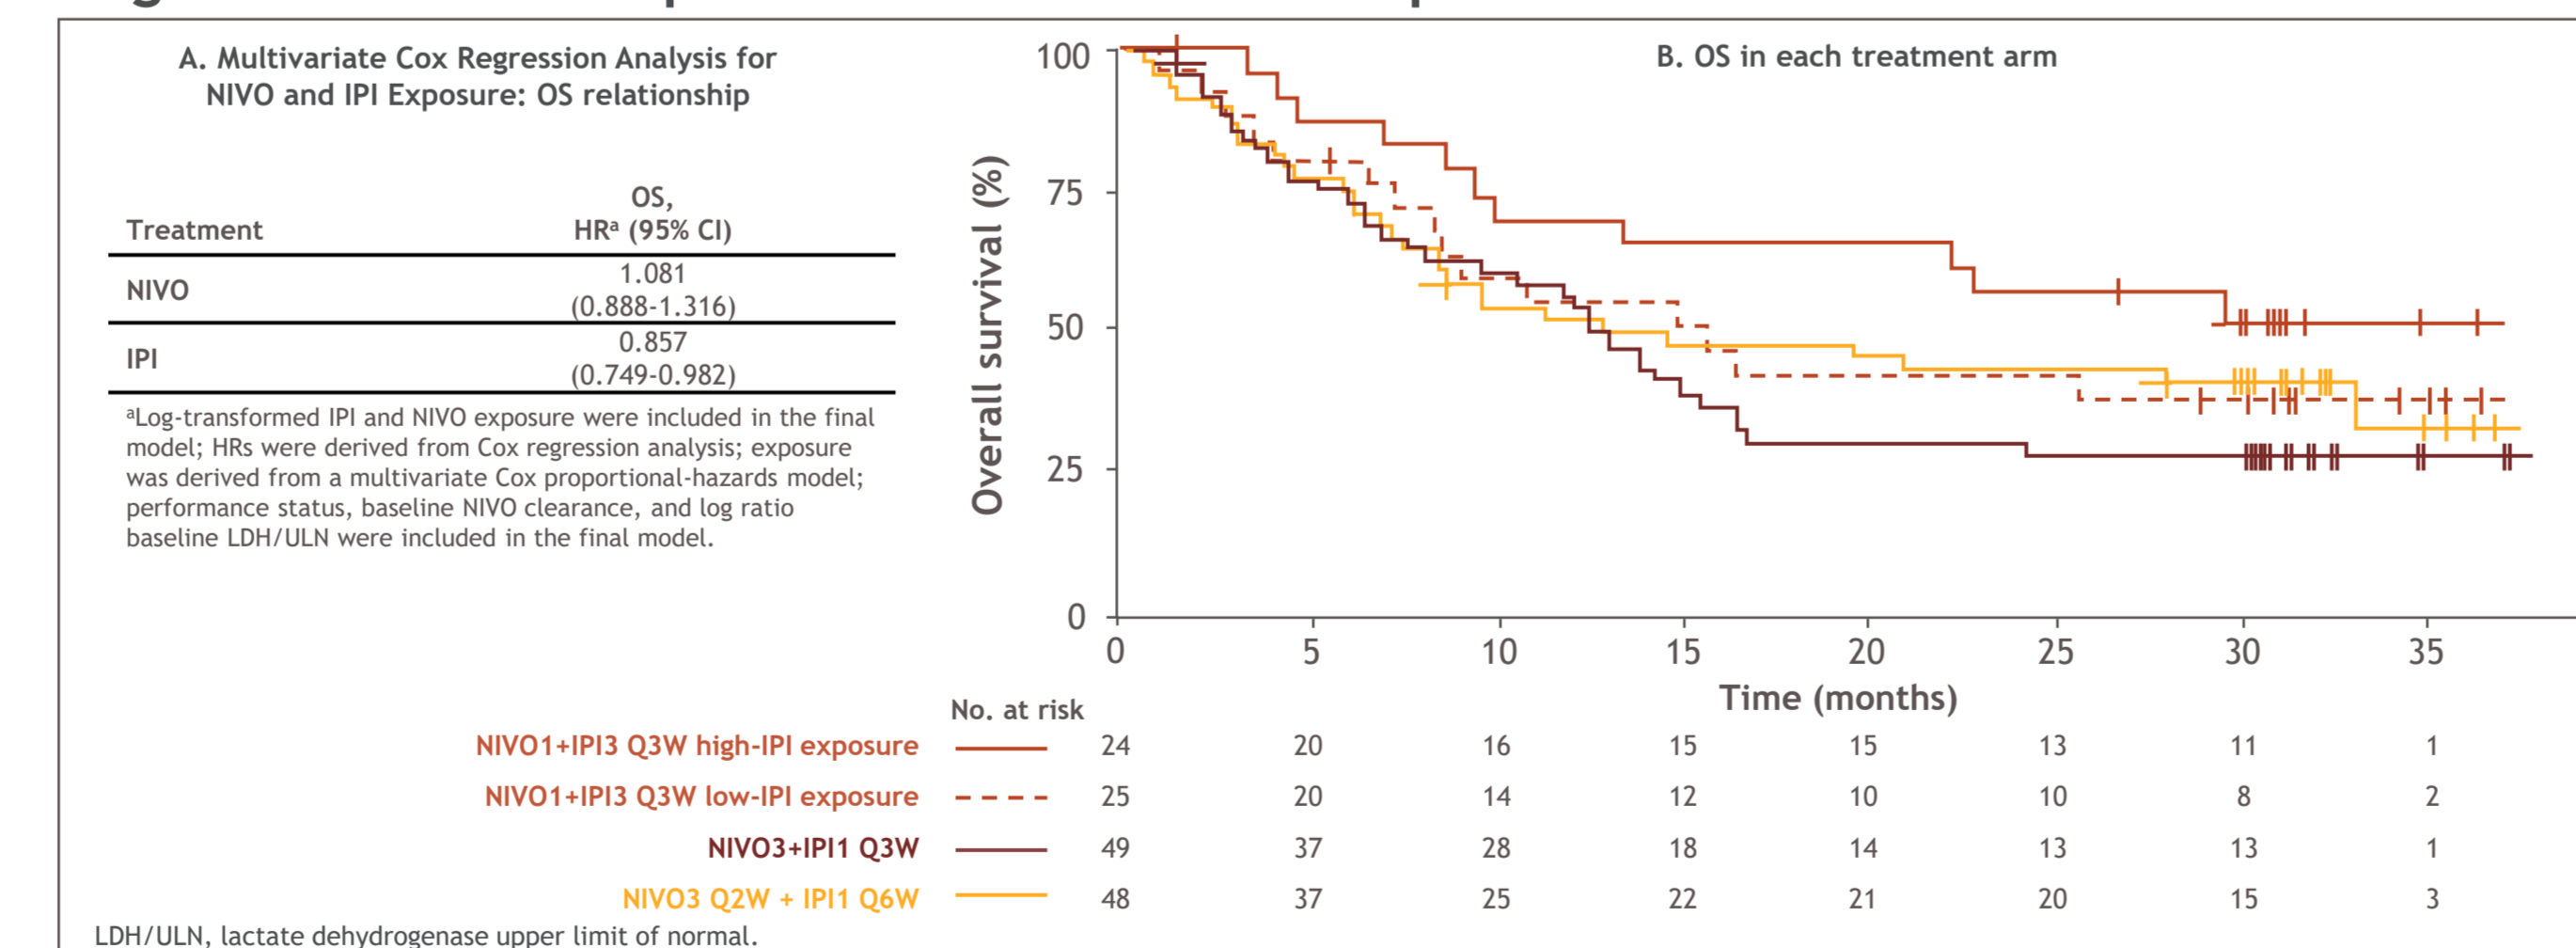 A. Multivariate Cox Regression Analysis for
NIVO and IPI Exposure: OS relationship
Treatment
OS,
HRᵃ (95% CI)
NIVO
1.081
(0.888-1.316)
IPI
0.857
(0.749-0.982)
ᵃLog-transformed IPI and NIVO exposure were included in the final
model; HRs were derived from Cox regression analysis; exposure
was derived from a multivariate Cox proportional-hazards model;
performance status, baseline NIVO clearance, and log ratio
baseline LDH/ULN were included in the final model.
B. OS in each treatment arm
Overall survival (%)
100
75
50
25
0
0 5 10 15 20 25 30 35
Time (months)
No. at risk
NIVO1+IPI3 Q3W high-IPI exposure 24 20 16 15 15 13 11 1
NIVO1+IPI3 Q3W low-IPI exposure 25 20 14 12 10 10 8 2
NIVO3+IPI1 Q3W 49 37 28 18 14 13 13 1
NIVO3 Q2W + IPI1 Q6W 48 37 25 22 21 20 15 3
LDH/ULN, lactate dehydrogenase upper limit of normal.